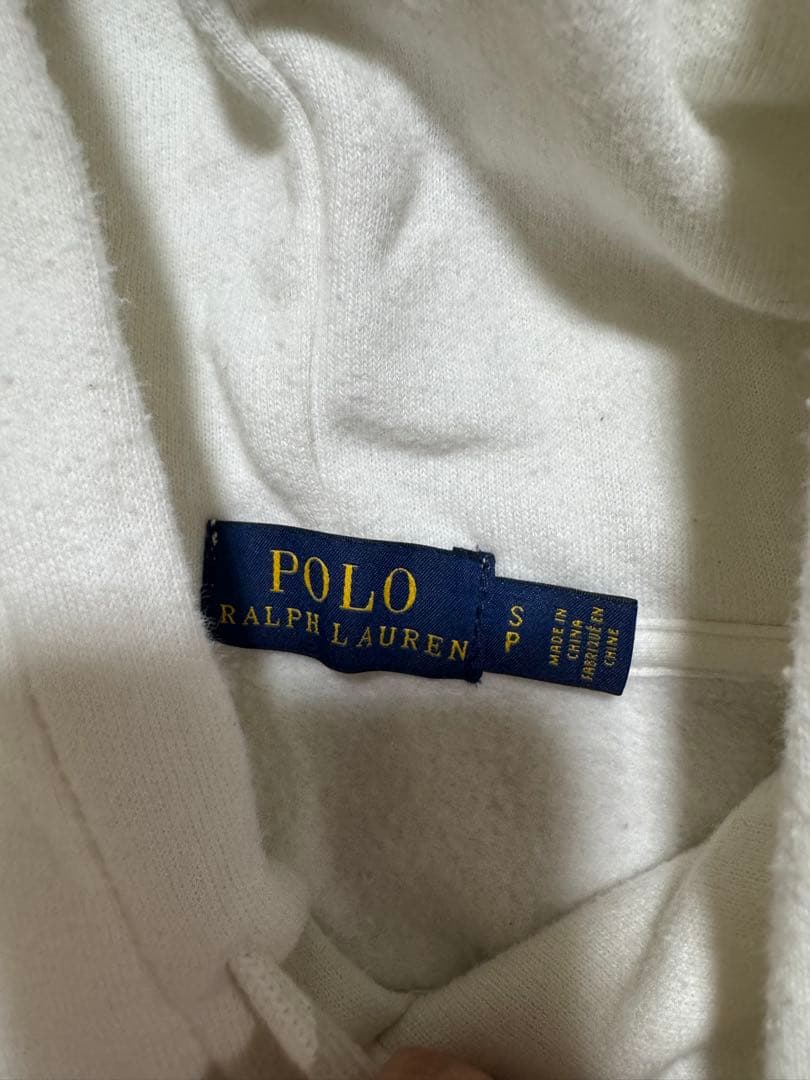 POLO
RALPH LAUREN
S
P
MADE IN
CHINA
FABRIQUÉ EN
CHINE